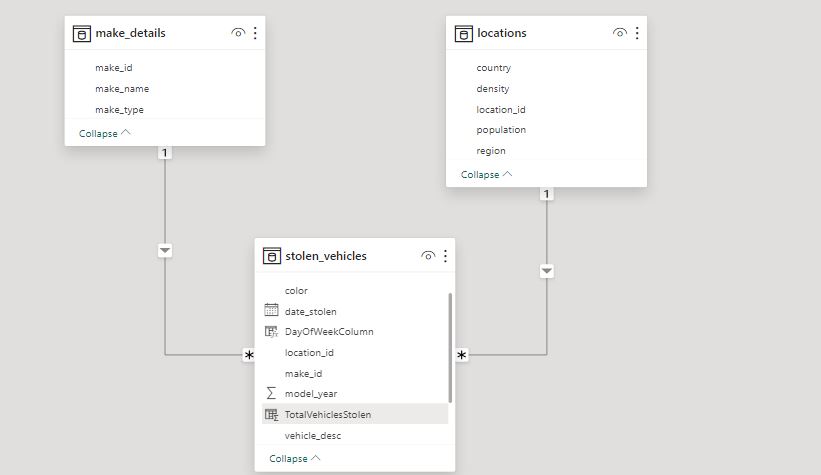 make_details
make_id
make_name
make_type
Collapse
1
locations
country
density
location_id
population
region
Collapse
1
stolen_vehicles
color
date_stolen
DayOfWeekColumn
location_id
make_id
model_year
TotalVehiclesStolen
vehicle_desc
Collapse
*
*